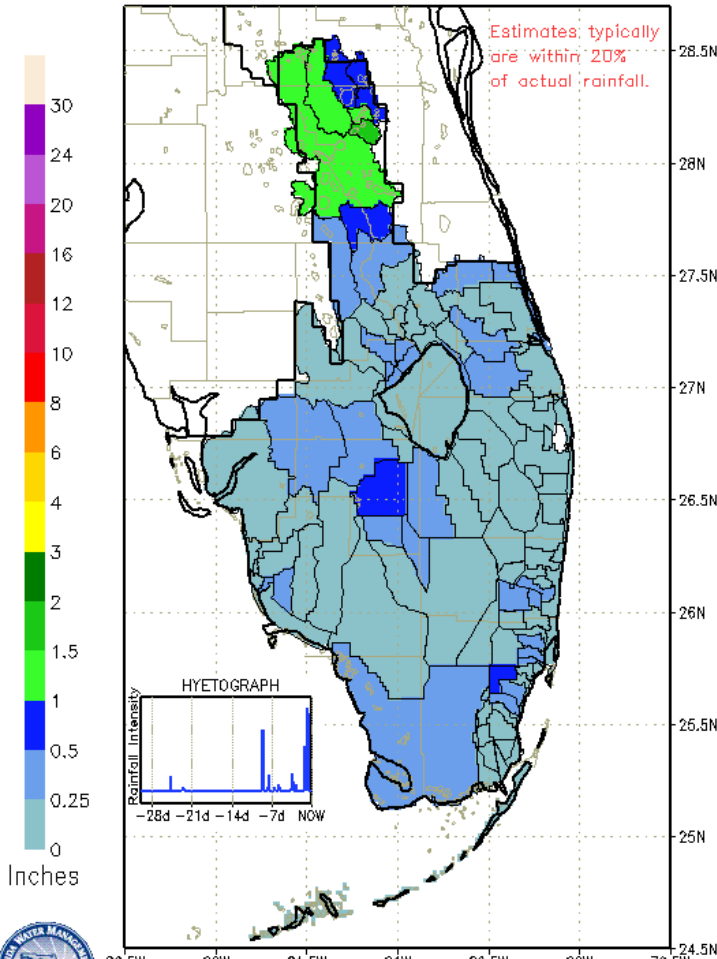 Estimates typically
are within 20%
of actual rainfall.
30
24
20
16
12
10
8
6
4
3
2
1.5
1
0.5
0.25
0
Inches
28.5N
28N
27.5N
27N
26.5N
26N
25.5N
25N
24.5N
HYETOGRAPH
Rainfall Intensity
-28d -21d -14d -7d NOW
WATER